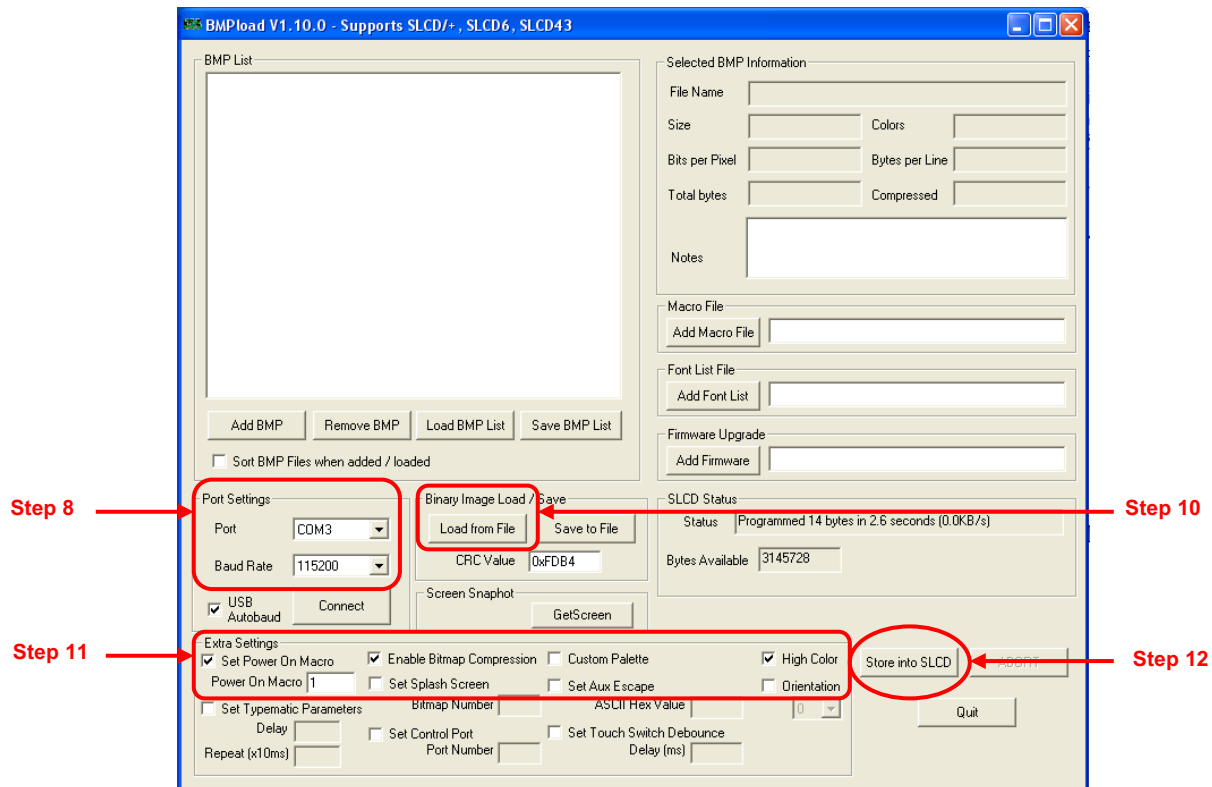 BMPload V1.10.0 - Supports SLCD/+, SLCD6, SLCD43
BMP List
Add BMP
Remove BMP
Load BMP List
Save BMP List
Sort BMP Files when added / loaded
Selected BMP Information
File Name
Size
Colors
Bits per Pixel
Bytes per Line
Total bytes
Compressed
Notes
Macro File
Add Macro File
Font List File
Add Font List
Firmware Upgrade
Add Firmware
Step 8
Port Settings
Port
COM3
Baud Rate
115200
USB Autobaud
Connect
Binary Image Load / Save
Load from File
Save to File
CRC Value
0xFDB4
Screen Snaphot
GetScreen
SLCD Status
Status
Programmed 14 bytes in 2.6 seconds (0.0KB/s)
Bytes Available
3145728
Step 10
Step 11
Extra Settings
Set Power On Macro
Power On Macro
1
Enable Bitmap Compression
Custom Palette
High Color
Set Splash Screen
Set Aux Escape
Orientation
Bitmap Number
ASCII Hex Value
0
Set Typematic Parameters
Delay
Repeat (x10ms)
Set Control Port
Port Number
Set Touch Switch Debounce
Delay (ms)
Store into SLCD
ABORT
Step 12
Quit